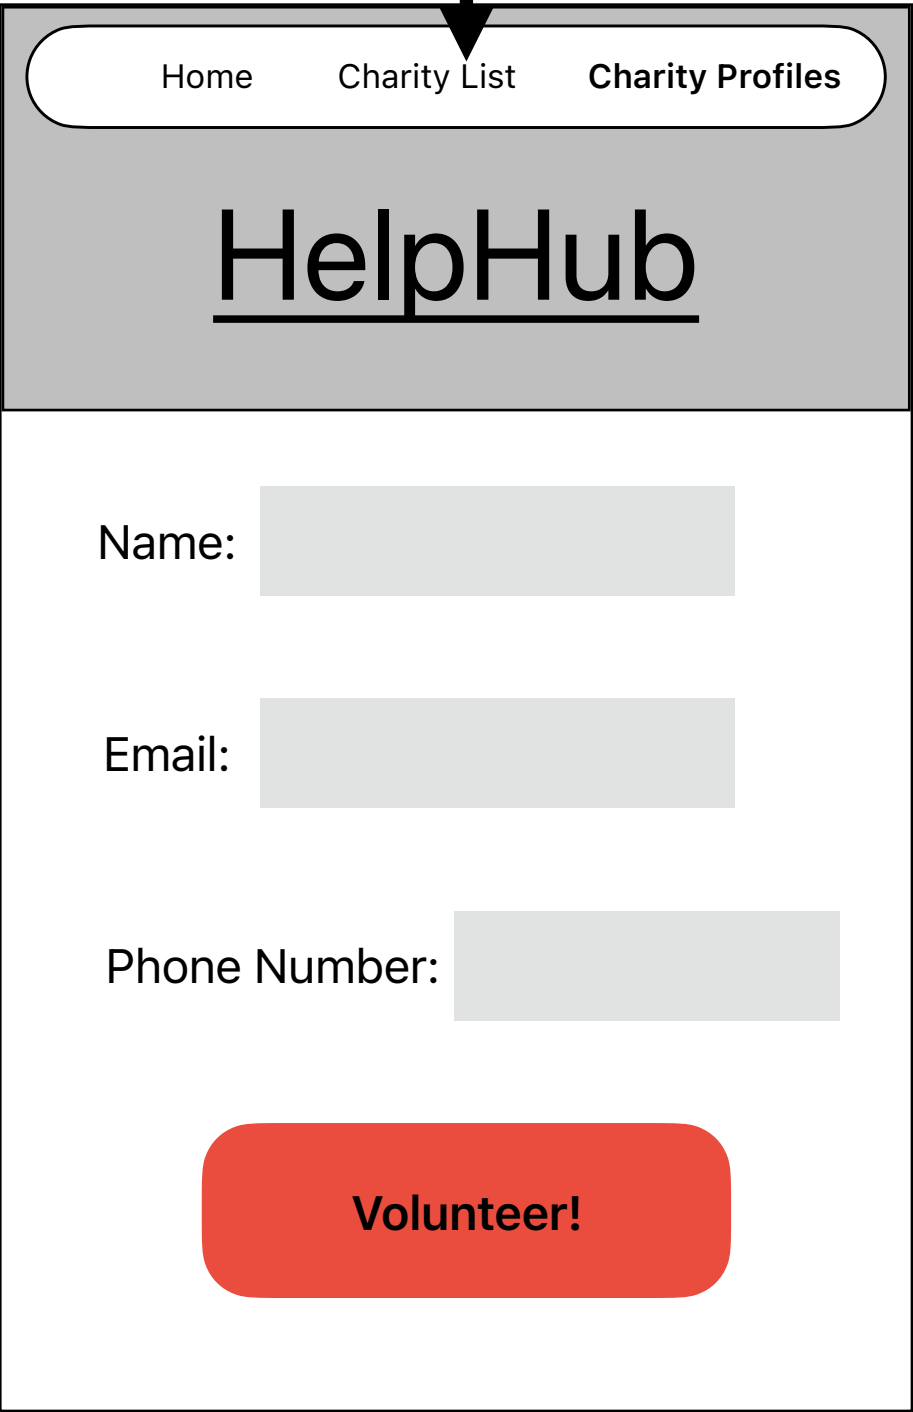 Home Charity List Charity Profiles
HelpHub
Name:
Email:
Phone Number:
Volunteer!